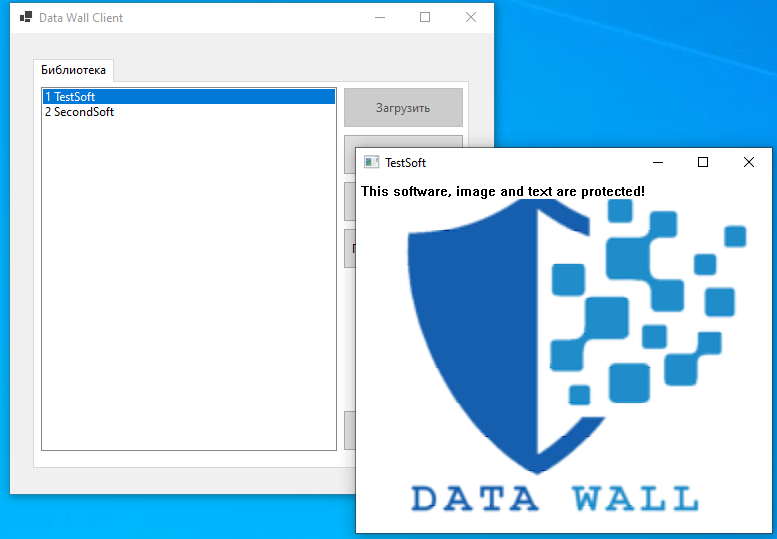 Data Wall Client
Библиотека
1 TestSoft
2 SecondSoft
Загрузить
TestSoft
This software, image and text are protected!
DATA WALL